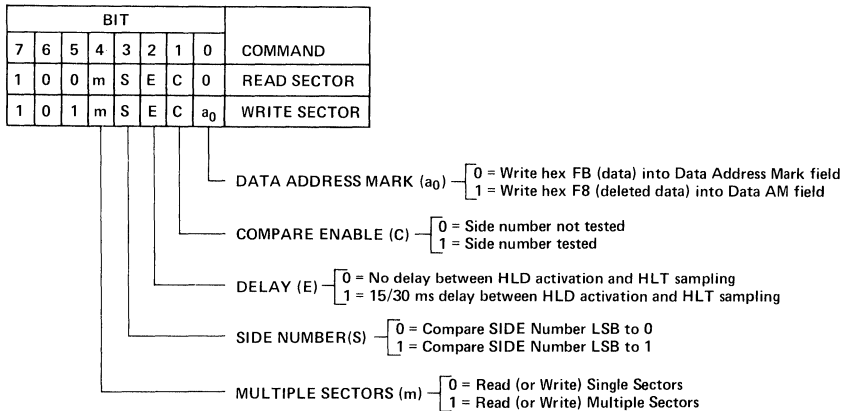 BIT
7 6 5 4 3 2 1 0 COMMAND
1 0 0 m S E C 0 READ SECTOR
1 0 1 m S E C a0 WRITE SECTOR
DATA ADDRESS MARK (a0) 0 = Write hex FB (data) into Data Address Mark field
1 = Write hex F8 (deleted data) into Data AM field
COMPARE ENABLE (C) 0 = Side number not tested
1 = Side number tested
DELAY (E) 0 = No delay between HLD activation and HLT sampling
1 = 15/30 ms delay between HLD activation and HLT sampling
SIDE NUMBER(S) 0 = Compare SIDE Number LSB to 0
1 = Compare SIDE Number LSB to 1
MULTIPLE SECTORS (m) 0 = Read (or Write) Single Sectors
1 = Read (or Write) Multiple Sectors